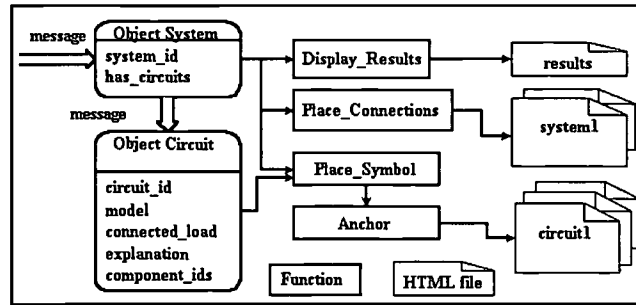 message
Object System
system_id
has_circuits
message
Object Circuit
circuit_id
model
connected_load
explanation
component_ids
Display_Results
Place_Connections
Place_Symbol
Anchor
results
system1
circuit1
Function
HTML file